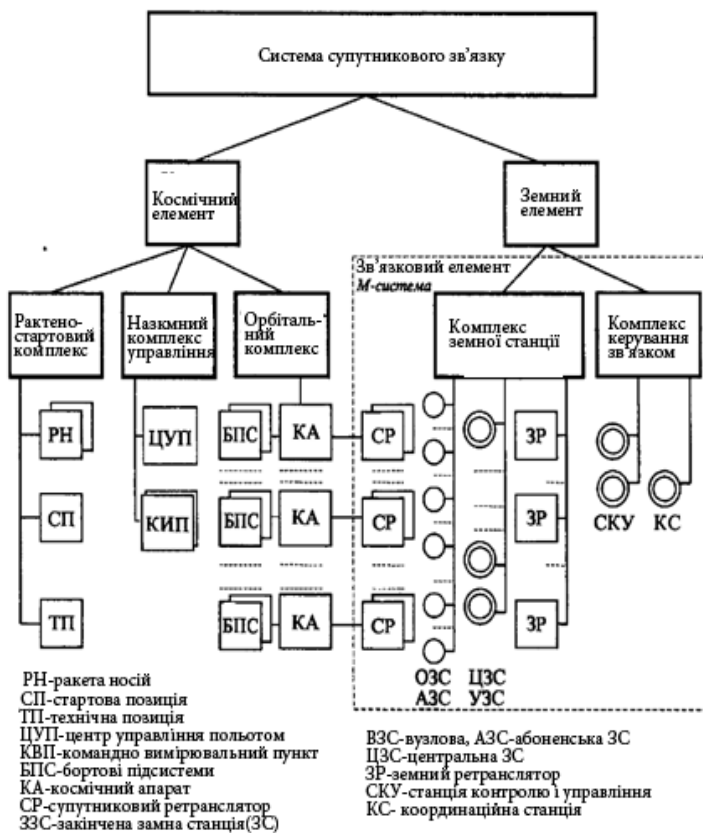 Система супутникового зв'язку
Космічний
елемент
Земний
елемент
Зв'язковий елемент
М-система
Рактено-
стартовий
комплекс
Назкмний
комплекс
управління
Орбіталь-
ний
комплекс
Комплекс
земної станції
Комплекс
керування
зв'язком
РН
ЦУП
БПС
КА
СР
ЗР
СП
КИП
БПС
КА
СР
ЗР
СКУ
КС
ТП
БПС
КА
СР
ЗР
ОЗС
ЦЗС
АЗС
УЗС
РН-ракета носій
СП-стартова позиція
ТП-технічна позиція
ЦУП-центр управління польотом
КВП-командно вимірювальний пункт
БПС-бортові підсистеми
КА-космічний апарат
СР-супутниковий ретранслятор
ЗЗС-закінчена замна станція(ЗС)
ВЗС-вузлова, АЗС-абоненська ЗС
ЦЗС-центральна ЗС
ЗР-земний ретранслятор
СКУ-станція контролю і управління
КС- координаційна станція